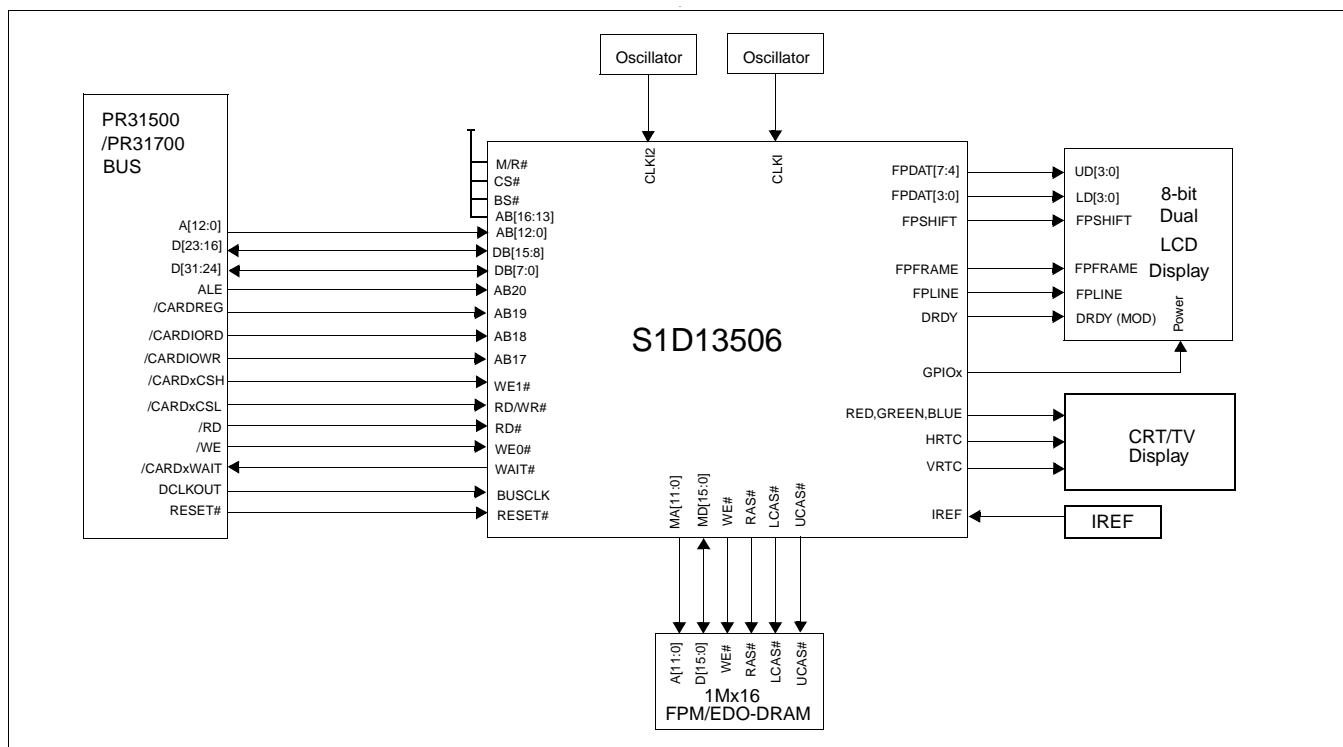 Oscillator
Oscillator
PR31500
/PR31700
BUS
A[12:0]
D[23:16]
D[31:24]
ALE
/CARDREG
/CARDIORD
/CARDIOWR
/CARDxCSH
/CARDxCSL
/RD
/WE
/CARDxWAIT
DCLKOUT
RESET#
CLKI2
CLKI
M/R#
CS#
BS#
AB[16:13]
AB[12:0]
DB[15:8]
DB[7:0]
AB20
AB19
AB18
AB17
WE1#
RD/WR#
RD#
WE0#
WAIT#
BUSCLK
RESET#
S1D13506
FPDAT[7:4]
FPDAT[3:0]
FPSHIFT
FPFRAME
FPLINE
DRDY
GPIOx
RED,GREEN,BLUE
HRTC
VRTC
IREF
UD[3:0]
LD[3:0]
FPSHIFT
FPFRAME
FPLINE
DRDY (MOD)
8-bit
Dual
LCD
Display
Power
CRT/TV
Display
IREF
MA[11:0]
MD[15:0]
WE#
RAS#
LCAS#
UCAS#
A[11:0]
D[15:0]
WE#
RAS#
LCAS#
UCAS#
1Mx16
FPM/EDO-DRAM